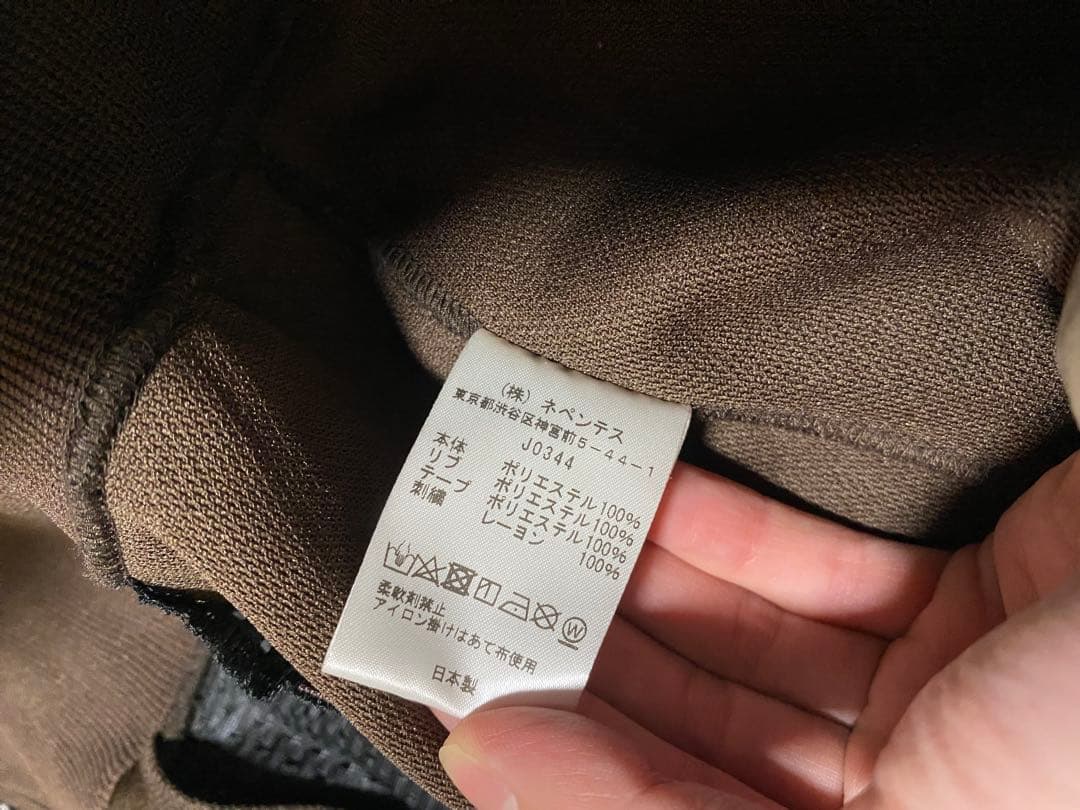 (株) ネペンテス
東京都渋谷区神宮前5-44-1
J0344
本体 ポリエステル100%
リブ ポリエステル100%
テープ ポリエステル100%
刺繍 レーヨン 100%
W
柔軟剤禁止
アイロン掛けはあて布使用
日本製